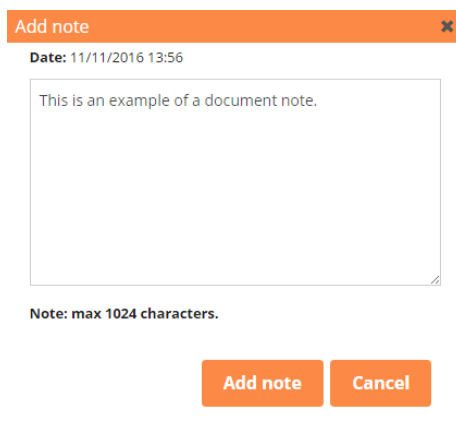 Add note
Date: 11/11/2016 13:56
This is an example of a document note.
Note: max 1024 characters.
Add note Cancel